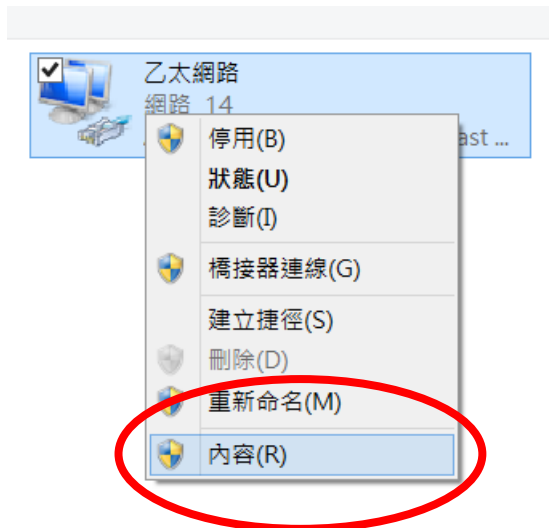 乙太網路
網路 14
ast ...
停用(B)
狀態(U)
診斷(I)
橋接器連線(G)
建立捷徑(S)
刪除(D)
重新命名(M)
內容(R)